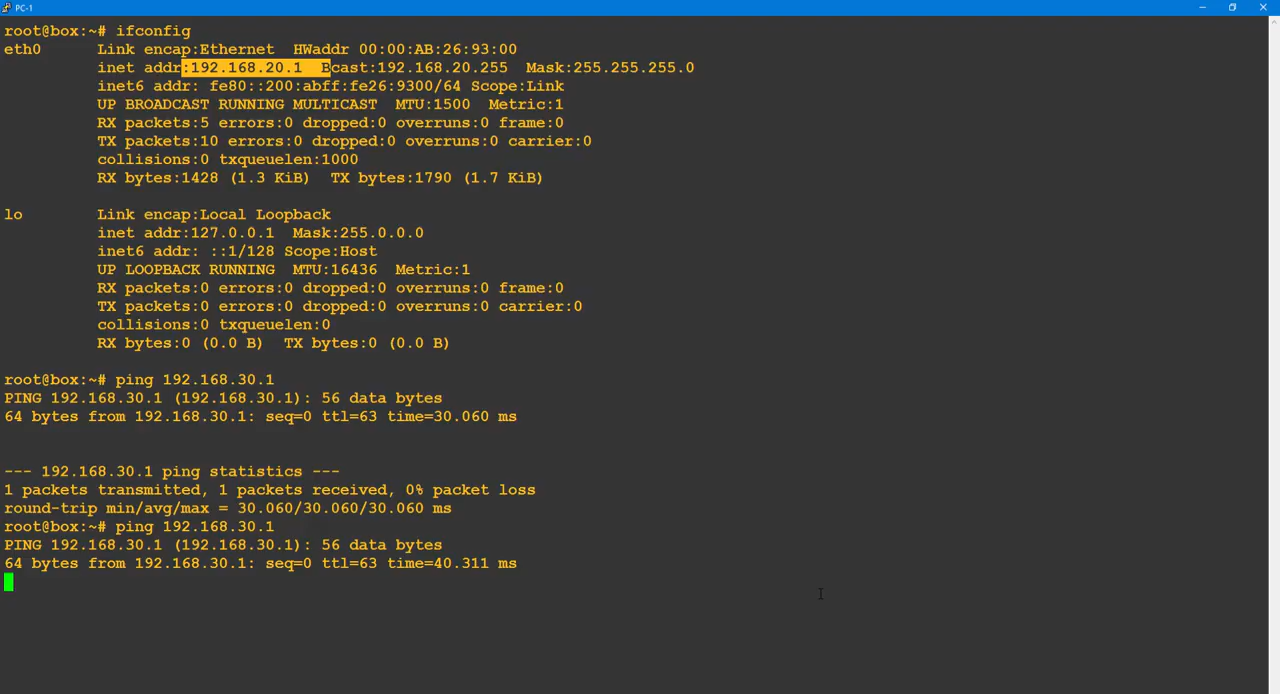 PC-1
root@box:~# ifconfig
eth0 Link encap:Ethernet HWaddr 00:00:AB:26:93:00
inet addr:192.168.20.1 Bcast:192.168.20.255 Mask:255.255.255.0
inet6 addr: fe80::200:abff:fe26:9300/64 Scope:Link
UP BROADCAST RUNNING MULTICAST MTU:1500 Metric:1
RX packets:5 errors:0 dropped:0 overruns:0 frame:0
TX packets:10 errors:0 dropped:0 overruns:0 carrier:0
collisions:0 txqueuelen:1000
RX bytes:1428 (1.3 KiB) TX bytes:1790 (1.7 KiB)
lo Link encap:Local Loopback
inet addr:127.0.0.1 Mask:255.0.0.0
inet6 addr: ::1/128 Scope:Host
UP LOOPBACK RUNNING MTU:16436 Metric:1
RX packets:0 errors:0 dropped:0 overruns:0 frame:0
TX packets:0 errors:0 dropped:0 overruns:0 carrier:0
collisions:0 txqueuelen:0
RX bytes:0 (0.0 B) TX bytes:0 (0.0 B)
root@box:~# ping 192.168.30.1
PING 192.168.30.1 (192.168.30.1): 56 data bytes
64 bytes from 192.168.30.1: seq=0 ttl=63 time=30.060 ms
--- 192.168.30.1 ping statistics ---
1 packets transmitted, 1 packets received, 0% packet loss
round-trip min/avg/max = 30.060/30.060/30.060 ms
root@box:~# ping 192.168.30.1
PING 192.168.30.1 (192.168.30.1): 56 data bytes
64 bytes from 192.168.30.1: seq=0 ttl=63 time=40.311 ms